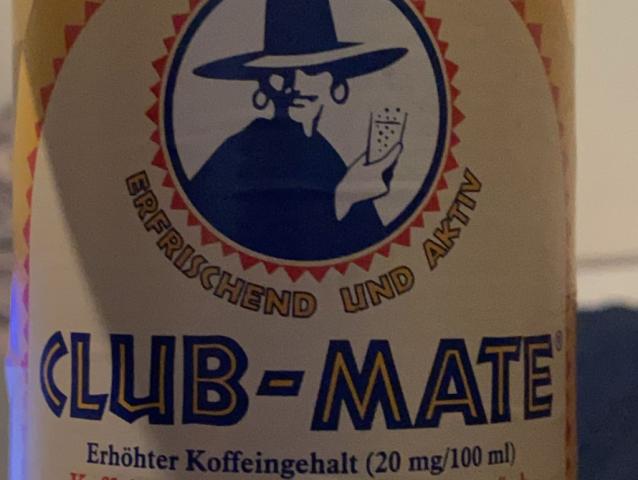 ERFRISCHEND UND AKTIV
CLUB-MATE®
Erhöhter Koffeingehalt (20 mg/100 ml)